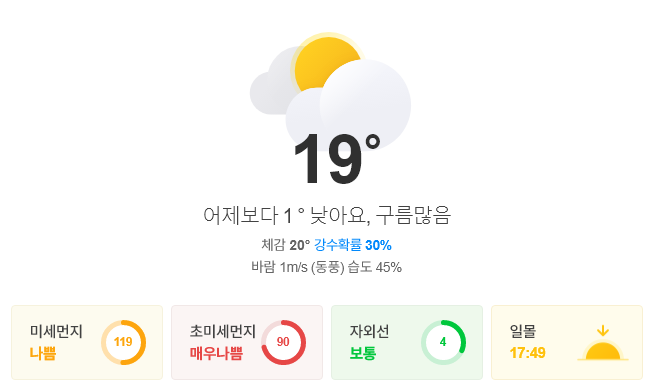 19°
어제보다 1 ° 낮아요, 구름많음
체감 20° 강수확률 30%
바람 1m/s (동풍) 습도 45%
미세먼지
나쁨
119
초미세먼지
매우나쁨
90
자외선
보통
4
일몰
17:49